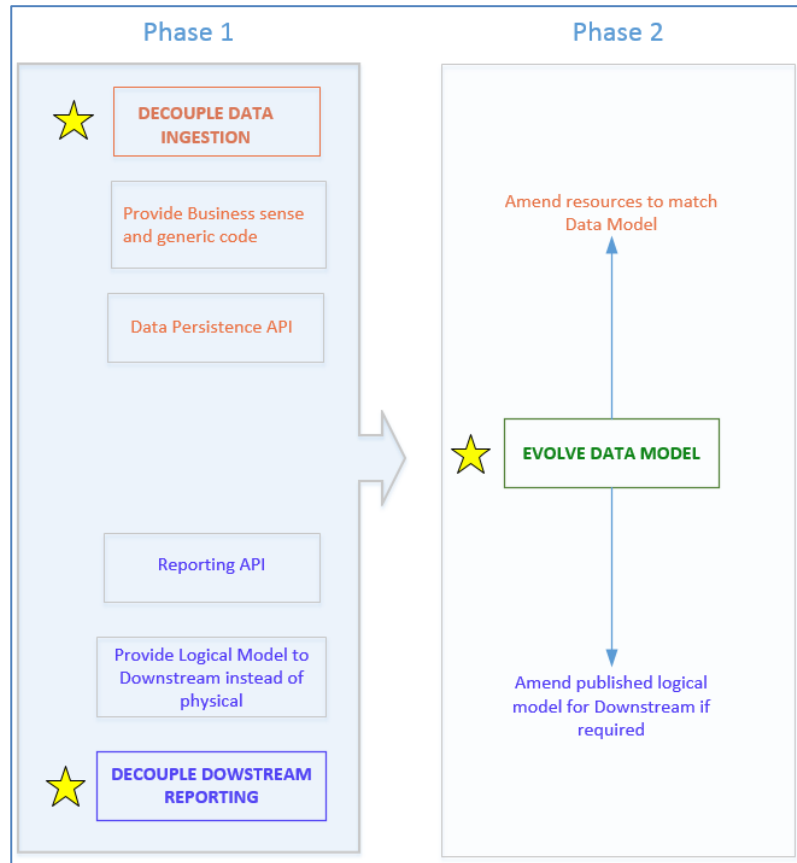 Phase 1
DECOUPLE DATA
INGESTION
Provide Business sense
and generic code
Data Persistence API
Reporting API
Provide Logical Model to
Downstream instead of
physical
DECOUPLE DOWSTREAM
REPORTING
Phase 2
Amend resources to match
Data Model
EVOLVE DATA MODEL
Amend published logical
model for Downstream if
required